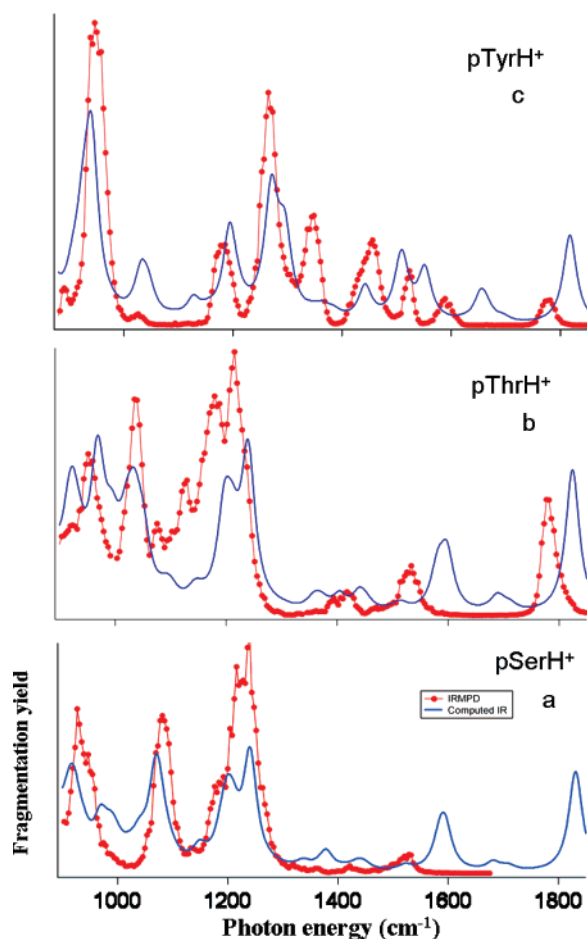 pTyrH+
c
pThrH+
b
pSerH+
a
IRMPD
Computed IR
Fragmentation yield
1000 1200 1400 1600 1800
Photon energy (cm-1)